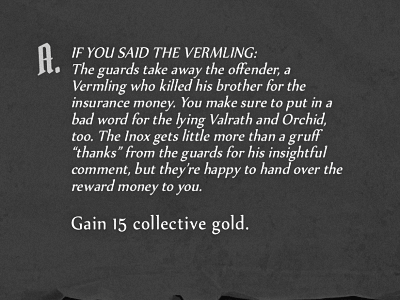 A.
IF YOU SAID THE VERMLING:
The guards take away the offender, a
Vermling who killed his brother for the
insurance money. You make sure to put in a
bad word for the lying Valrath and Orchid,
too. The Inox gets little more than a gruff
“thanks” from the guards for his insightful
comment, but they’re happy to hand over the
reward money to you.
Gain 15 collective gold.